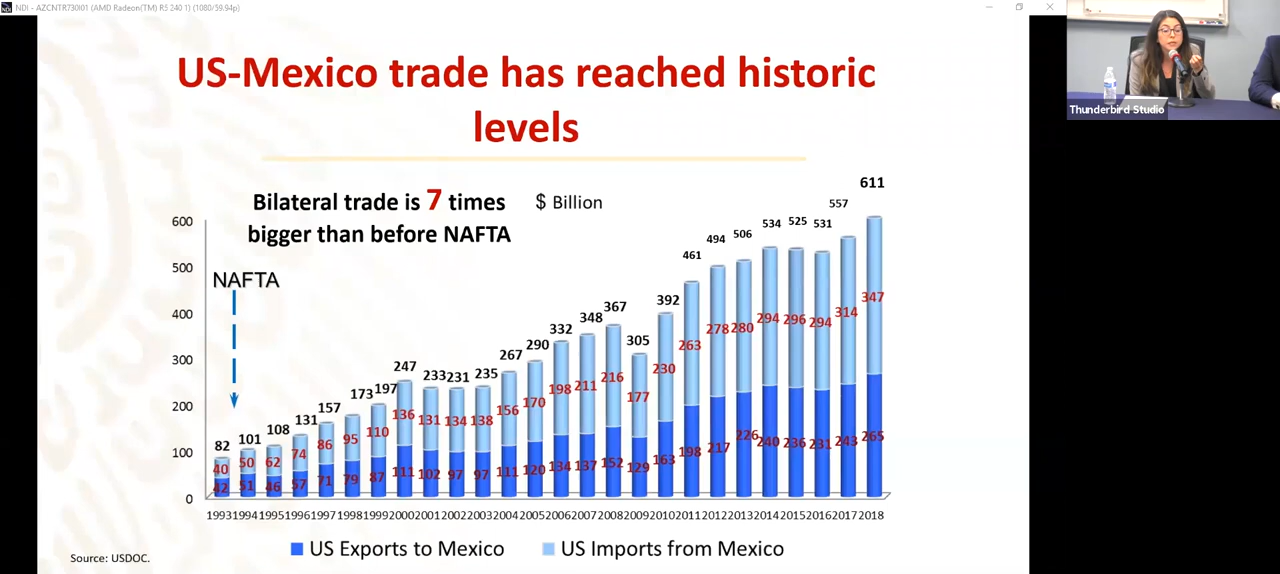 NDI - AZCNTR730I01 (AMD Radeon(TM) R5 240 1) (1080/59.94p)
Thunderbird Studio
US-Mexico trade has reached historic
levels
Bilateral trade is 7 times
bigger than before NAFTA
$ Billion
NAFTA
600
500
400
300
200
100
0
82 101 108 131 157 173 197 247 233 231 235 267 290 332 348 367 305 392 461 494 506 534 525 531 557 611
40 50 62 74 86 95 110 136 131 134 138 156 170 198 211 216 177 230 263 278 280 294 296 294 314 347
42 51 46 57 71 79 87 111 102 97 97 111 120 134 137 152 129 163 198 217 226 240 236 231 243 265
1993 1994 1995 1996 1997 1998 1999 2000 2001 2002 2003 2004 2005 2006 2007 2008 2009 2010 2011 2012 2013 2014 2015 2016 2017 2018
US Exports to Mexico
US Imports from Mexico
Source: USDOC.